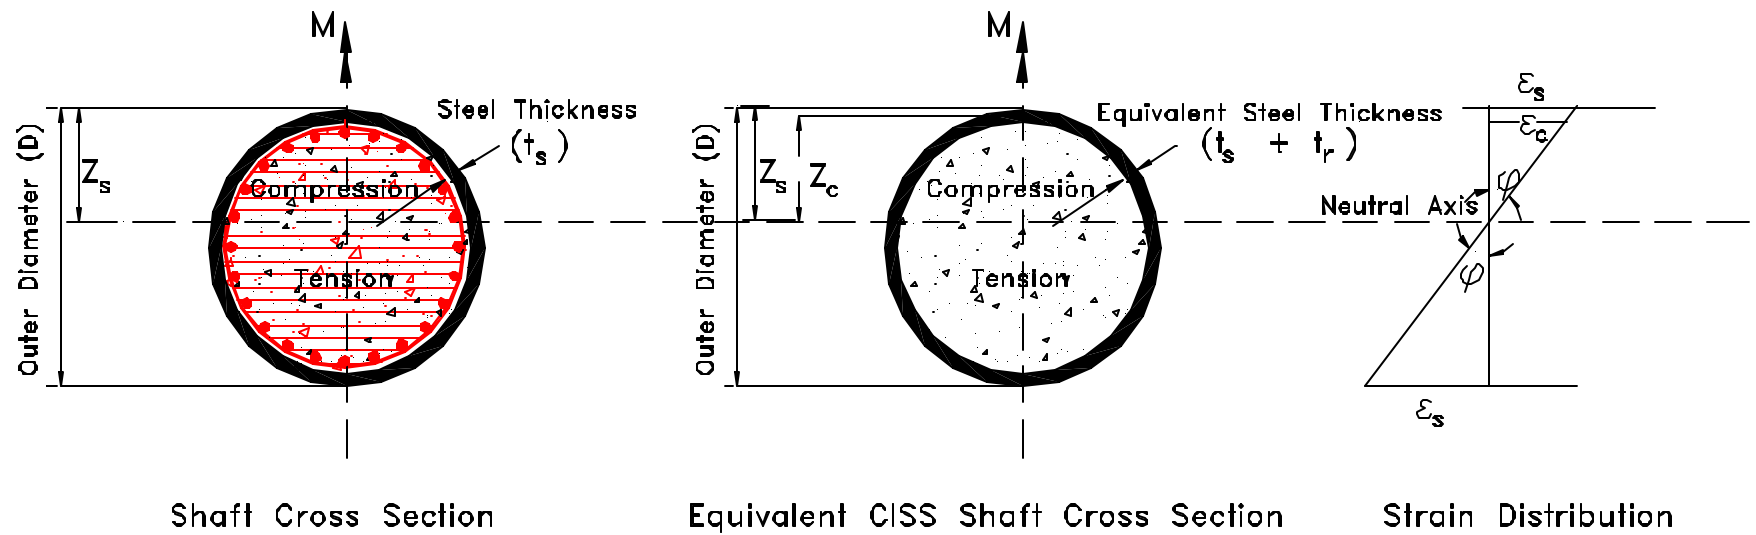 M
Steel Thickness
(ts)
Outer Diameter (D)
Zs
Compression
Tension
Shaft Cross Section
M
Equivalent Steel Thickness
(ts + tr)
Outer Diameter (D)
Zs
Zc
Compression
Tension
Equivalent CISS Shaft Cross Section
εs
εc
φ
Neutral Axis
φ
εs
Strain Distribution